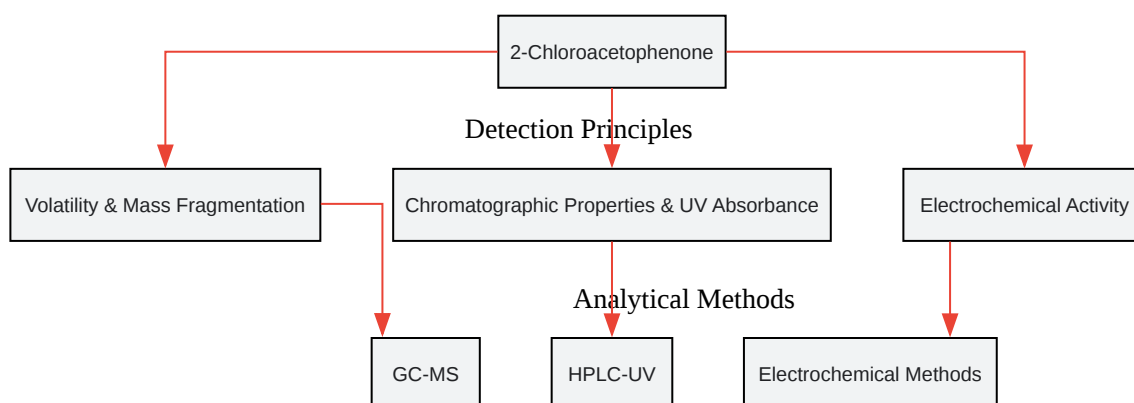 2-Chloroacetophenone
Detection Principles
Volatility & Mass Fragmentation
Chromatographic Properties & UV Absorbance
Electrochemical Activity
Analytical Methods
GC-MS
HPLC-UV
Electrochemical Methods